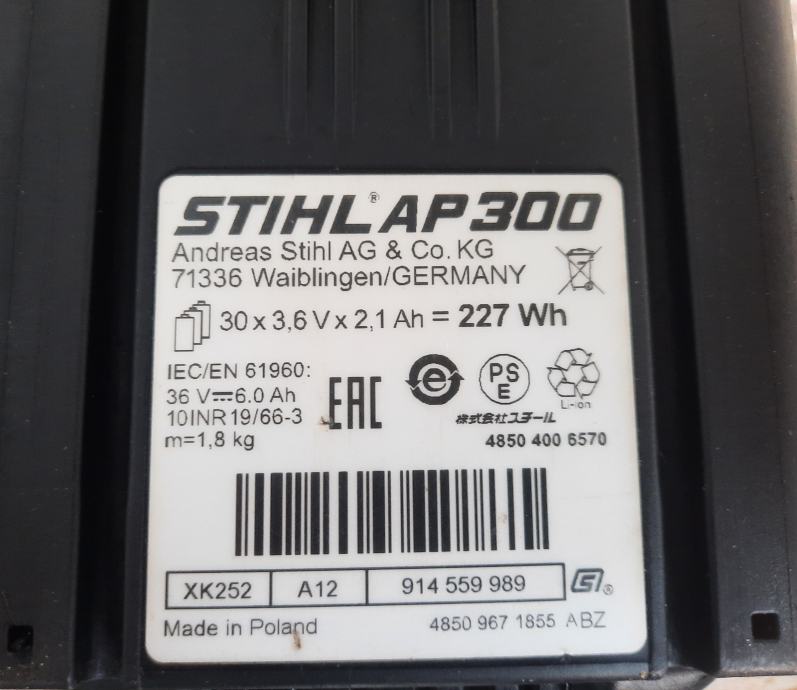 STIHL® AP 300
Andreas Stihl AG & Co. KG
71336 Waiblingen/GERMANY
30 x 3,6 V x 2,1 Ah = 227 Wh
IEC/EN 61960:
36 V⎓6.0 Ah
10INR19/66-3
m=1,8 kg
EAC
e
PS
E
Li-ion
株式会社スチール
4850 400 6570
XK252 A12 914 559 989 ®
Made in Poland 4850 967 1855 ABZ